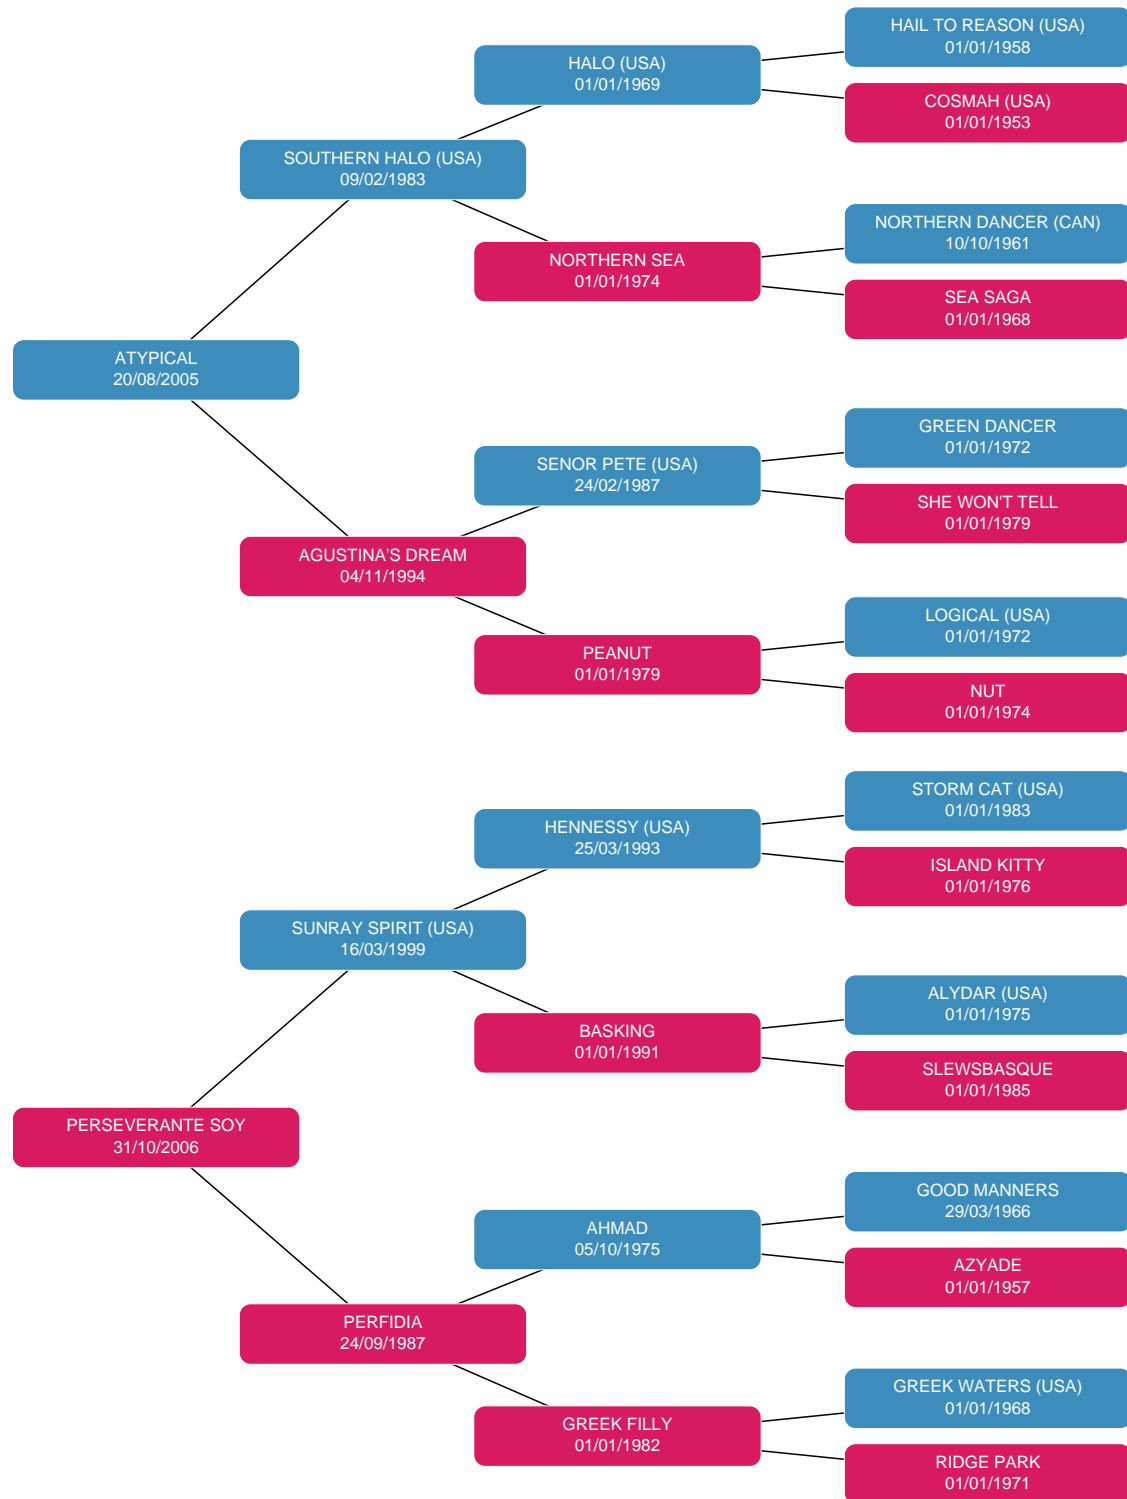 HAIL TO REASON (USA)
01/01/1958
HALO (USA)
01/01/1969
COSMAH (USA)
01/01/1953
SOUTHERN HALO (USA)
09/02/1983
NORTHERN DANCER (CAN)
10/10/1961
NORTHERN SEA
01/01/1974
SEA SAGA
01/01/1968
ATYPICAL
20/08/2005
GREEN DANCER
01/01/1972
SENOR PETE (USA)
24/02/1987
SHE WON'T TELL
01/01/1979
AGUSTINA'S DREAM
04/11/1994
LOGICAL (USA)
01/01/1972
PEANUT
01/01/1979
NUT
01/01/1974
STORM CAT (USA)
01/01/1983
HENNESSY (USA)
25/03/1993
ISLAND KITTY
01/01/1976
SUNRAY SPIRIT (USA)
16/03/1999
ALYDAR (USA)
01/01/1975
BASKING
01/01/1991
SLEWSBASQUE
01/01/1985
PERSEVERANTE SOY
31/10/2006
GOOD MANNERS
29/03/1966
AHMAD
05/10/1975
AZYADE
01/01/1957
PERFIDIA
24/09/1987
GREEK WATERS (USA)
01/01/1968
GREEK FILLY
01/01/1982
RIDGE PARK
01/01/1971